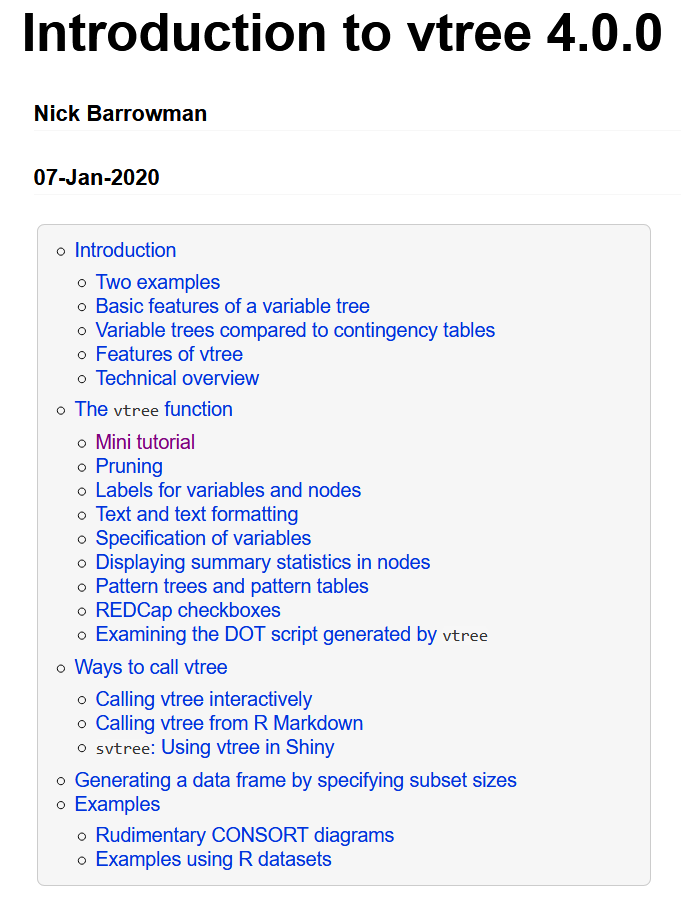 Introduction to vtree 4.0.0
Nick Barrowman
07-Jan-2020
Introduction
Two examples
Basic features of a variable tree
Variable trees compared to contingency tables
Features of vtree
Technical overview
The vtree function
Mini tutorial
Pruning
Labels for variables and nodes
Text and text formatting
Specification of variables
Displaying summary statistics in nodes
Pattern trees and pattern tables
REDCap checkboxes
Examining the DOT script generated by vtree
Ways to call vtree
Calling vtree interactively
Calling vtree from R Markdown
svtree: Using vtree in Shiny
Generating a data frame by specifying subset sizes
Examples
Rudimentary CONSORT diagrams
Examples using R datasets